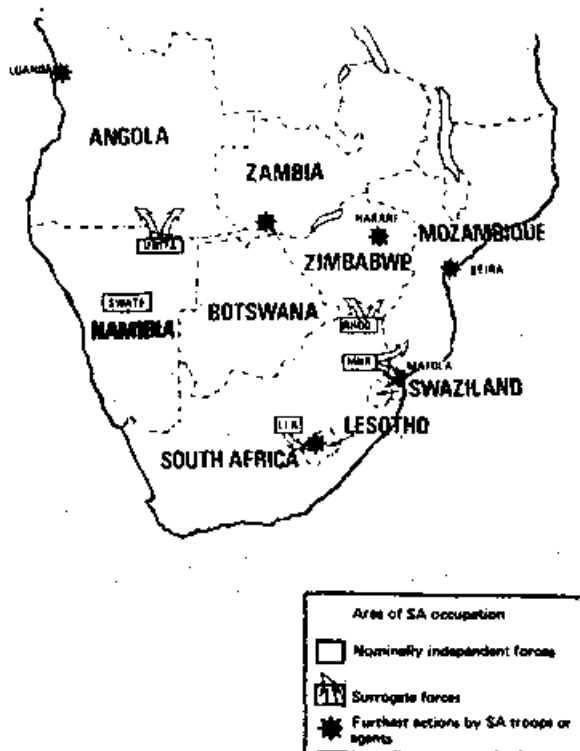 LUANDA
ANGOLA
ZAMBIA
HARARE
MOZAMBIQUE
UNITA
ZIMBABWE
BEIRA
SWATF
NAMIBIA
BOTSWANA
MNR
MATOLA
SWAZILAND
LLA
LESOTHO
SOUTH AFRICA
Area of SA occupation
Nominally independent forces
Surrogate forces
Furthest actions by SA troops or
agents